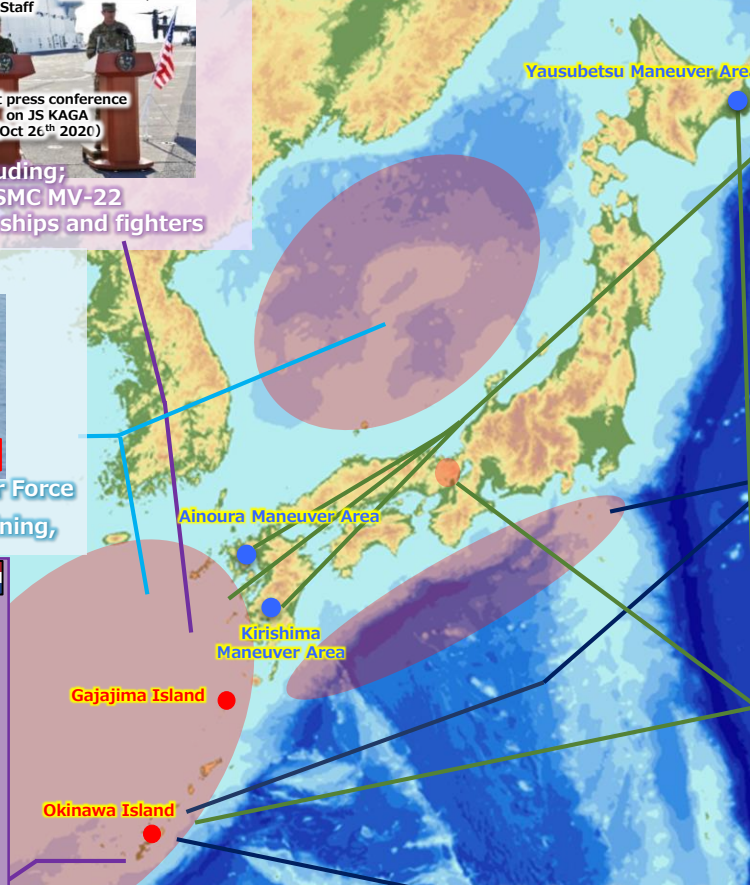 Staff
press conference
on JS KAGA
Oct 26th 2020)
uding;
SMC MV-22
ships and fighters
Yausubetsu Maneuver Area
r Force
ning,
Ainoura Maneuver Area
Kirishima
Maneuver Area
Gajajima Island
Okinawa Island